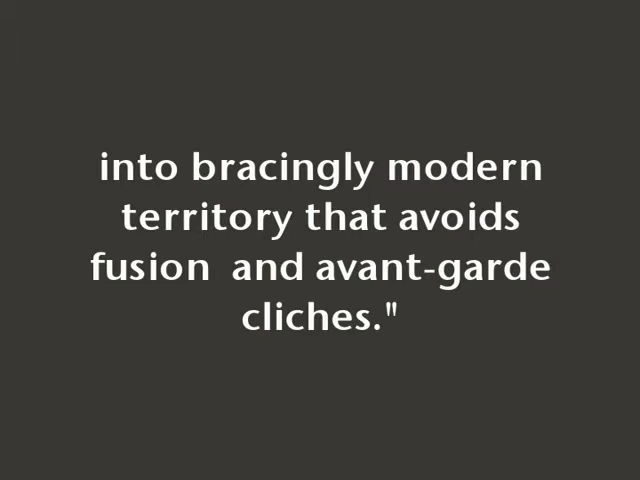 into bracingly modern
territory that avoids
fusion  and avant-garde
cliches."